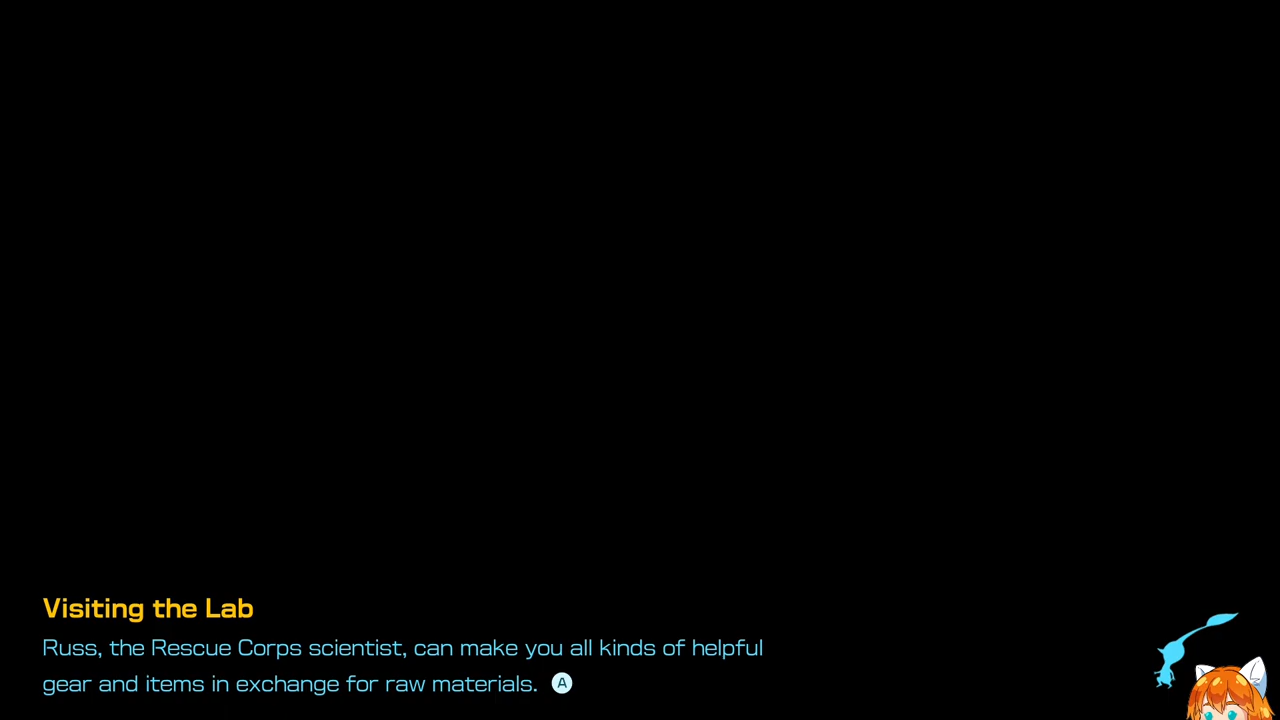 Visiting the Lab
Russ, the Rescue Corps scientist, can make you all kinds of helpful
gear and items in exchange for raw materials. A